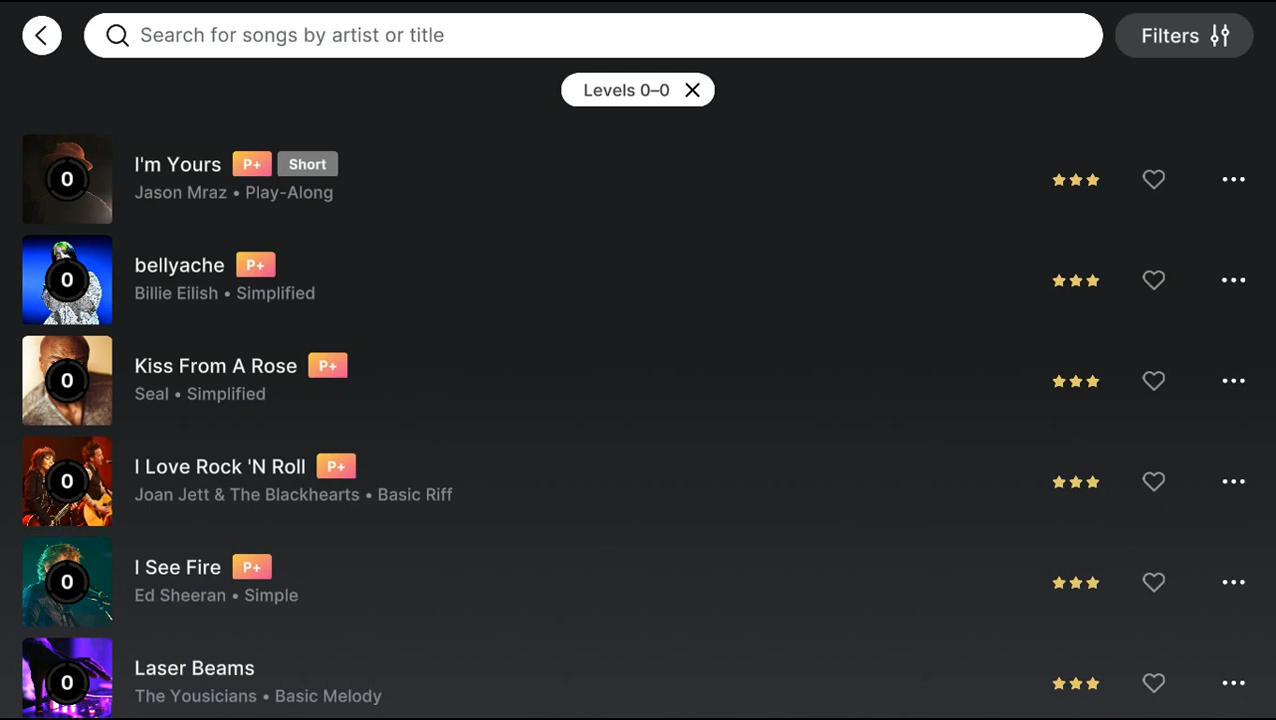 Search for songs by artist or title
Filters
Levels 0–0
0
I'm Yours P+ Short
Jason Mraz • Play-Along
0
bellyache P+
Billie Eilish • Simplified
0
Kiss From A Rose P+
Seal • Simplified
0
I Love Rock 'N Roll P+
Joan Jett & The Blackhearts • Basic Riff
0
I See Fire P+
Ed Sheeran • Simple
0
Laser Beams
The Yousicians • Basic Melody